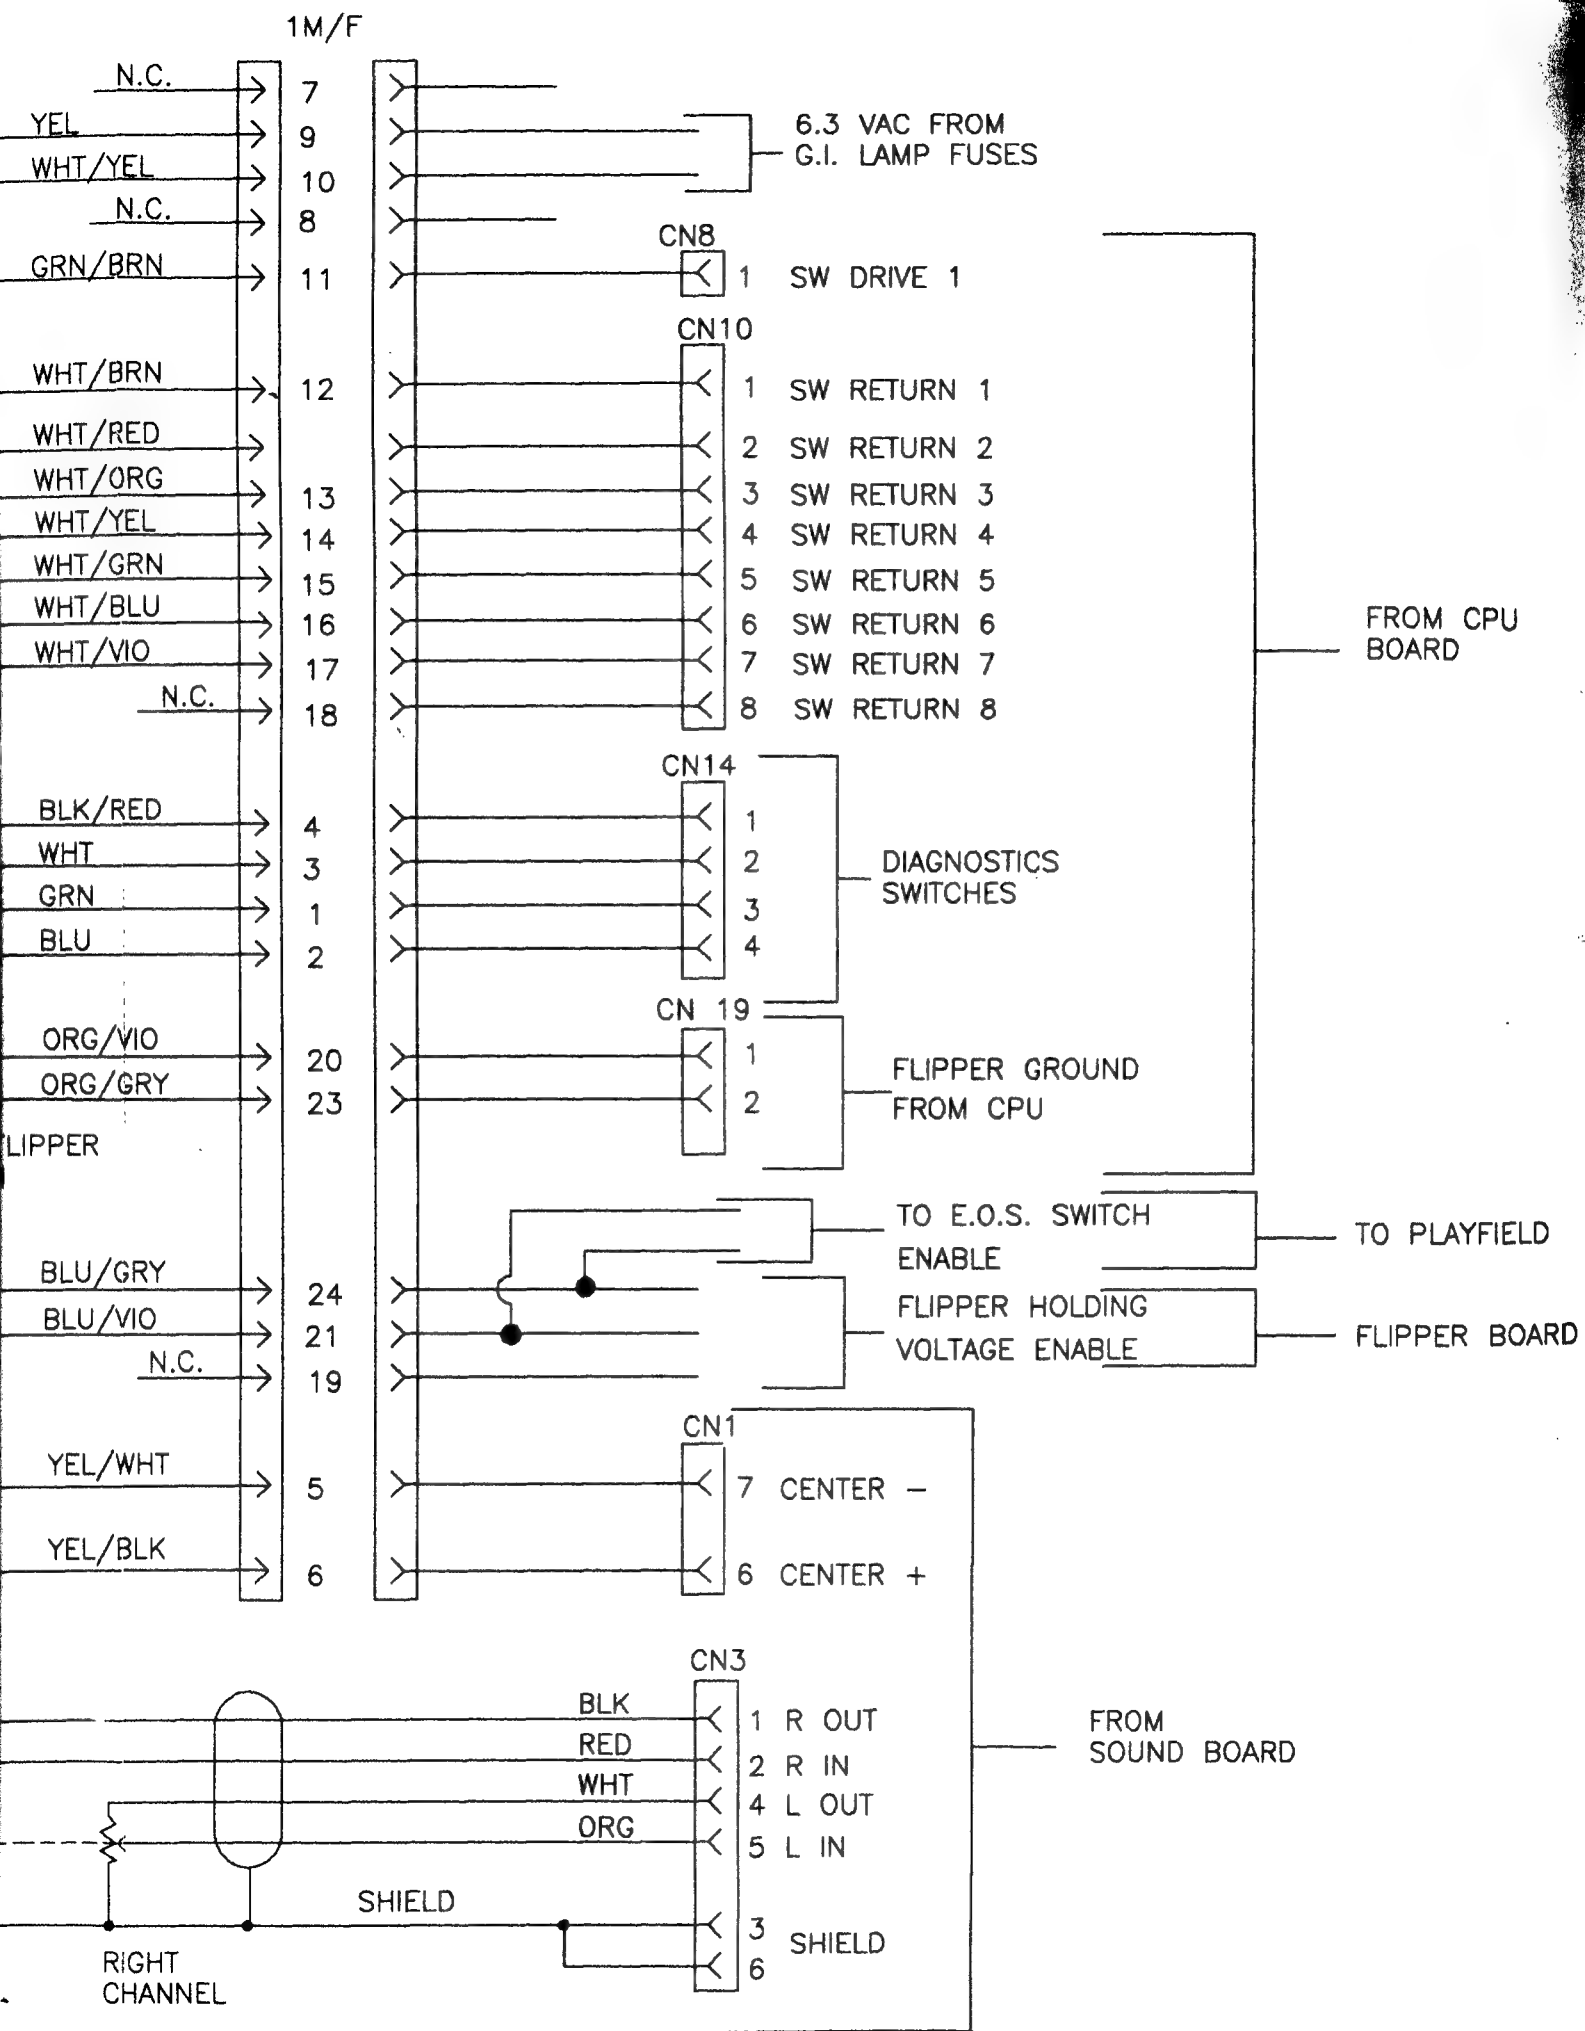 1M/F
N.C. 7
YEL 9
WHT/YEL 10
6.3 VAC FROM
G.I. LAMP FUSES
N.C. 8
CN8
GRN/BRN 11 1 SW DRIVE 1
CN10
WHT/BRN 12 1 SW RETURN 1
WHT/RED 2 SW RETURN 2
WHT/ORG 13 3 SW RETURN 3
WHT/YEL 14 4 SW RETURN 4
WHT/GRN 15 5 SW RETURN 5
WHT/BLU 16 6 SW RETURN 6
WHT/VIO 17 7 SW RETURN 7
N.C. 18 8 SW RETURN 8
FROM CPU
BOARD
CN14
BLK/RED 4 1
WHT 3 2
GRN 1 3
BLU 2 4
DIAGNOSTICS
SWITCHES
CN 19
ORG/VIO 20 1
ORG/GRY 23 2
FLIPPER GROUND
FROM CPU
LIPPER
TO E.O.S. SWITCH
ENABLE
TO PLAYFIELD
BLU/GRY 24
BLU/VIO 21
N.C. 19
FLIPPER HOLDING
VOLTAGE ENABLE
FLIPPER BOARD
CN1
YEL/WHT 5 7 CENTER −
YEL/BLK 6 6 CENTER +
CN3
BLK 1 R OUT
RED 2 R IN
WHT 4 L OUT
ORG 5 L IN
FROM
SOUND BOARD
SHIELD 3
SHIELD
6
RIGHT
CHANNEL